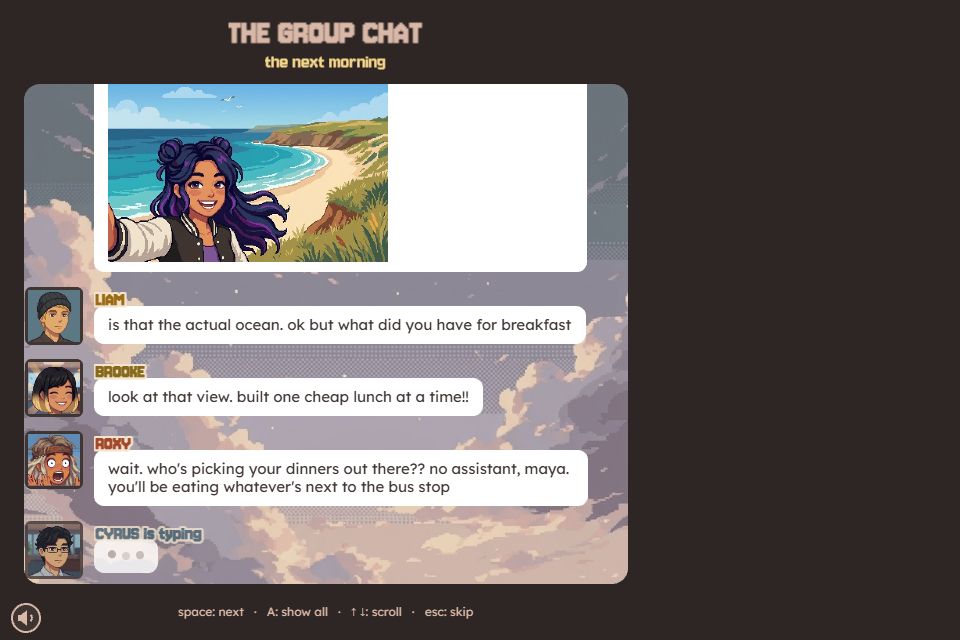 THE GROUP CHAT
the next morning
LIAM
is that the actual ocean. ok but what did you have for breakfast
BROOKE
look at that view. built one cheap lunch at a time!!
ROXY
wait. who's picking your dinners out there?? no assistant, maya.
you'll be eating whatever's next to the bus stop
CYRUS is typing
space: next · A: show all · ↑↓: scroll · esc: skip